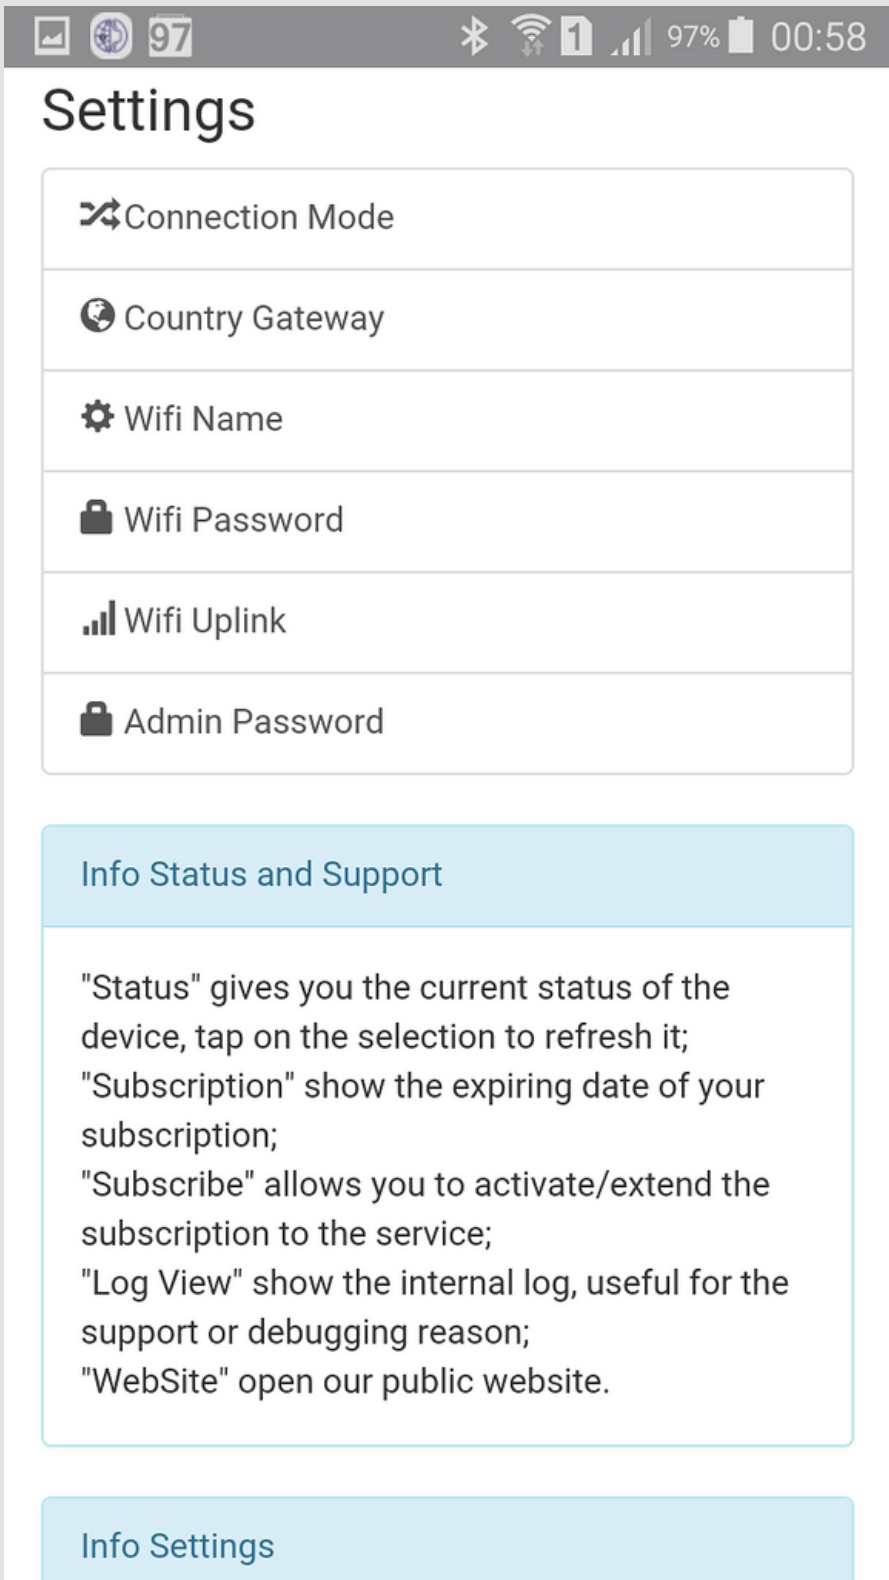 97 1 97% 00:58
Settings
Connection Mode
Country Gateway
Wifi Name
Wifi Password
Wifi Uplink
Admin Password
Info Status and Support
"Status" gives you the current status of the
device, tap on the selection to refresh it;
"Subscription" show the expiring date of your
subscription;
"Subscribe" allows you to activate/extend the
subscription to the service;
"Log View" show the internal log, useful for the
support or debugging reason;
"WebSite" open our public website.
Info Settings